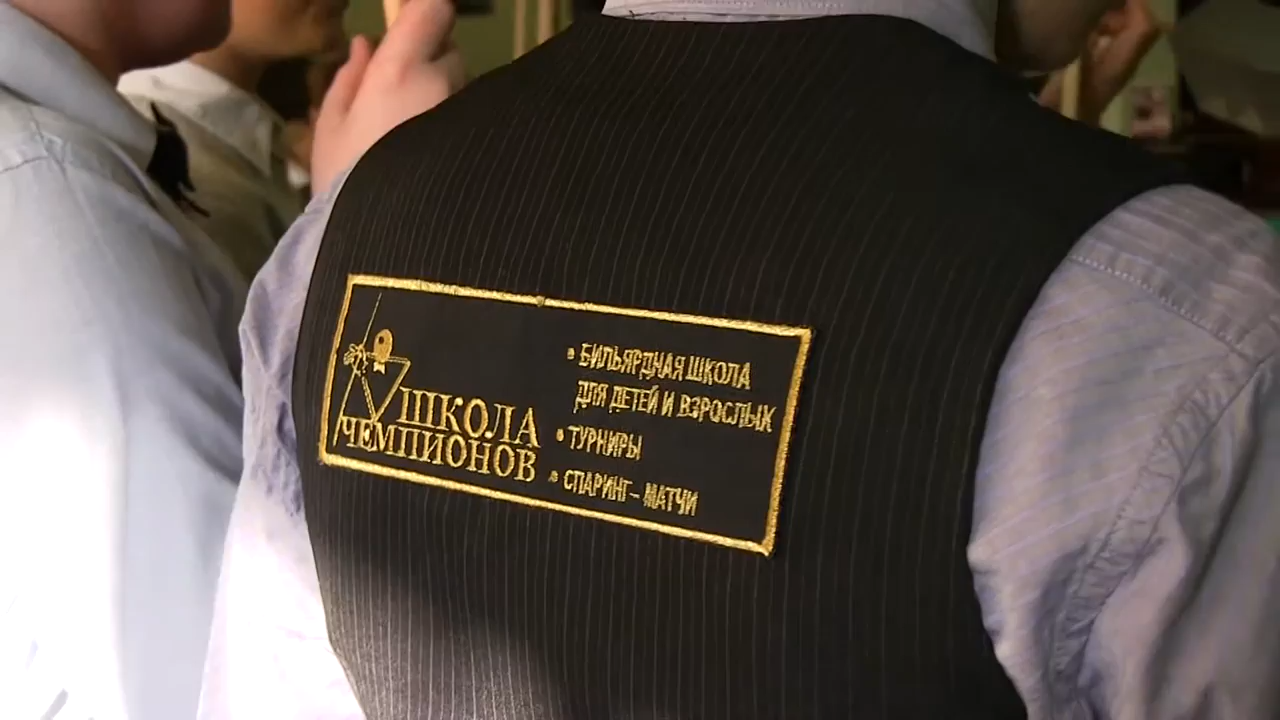 ШКОЛА
ЧЕМПИОНОВ
• БИЛЬЯРДНАЯ ШКОЛА
ДЛЯ ДЕТЕЙ И ВЗРОСЛЫХ
• ТУРНИРЫ
• СПАРИНГ- МАТЧИ